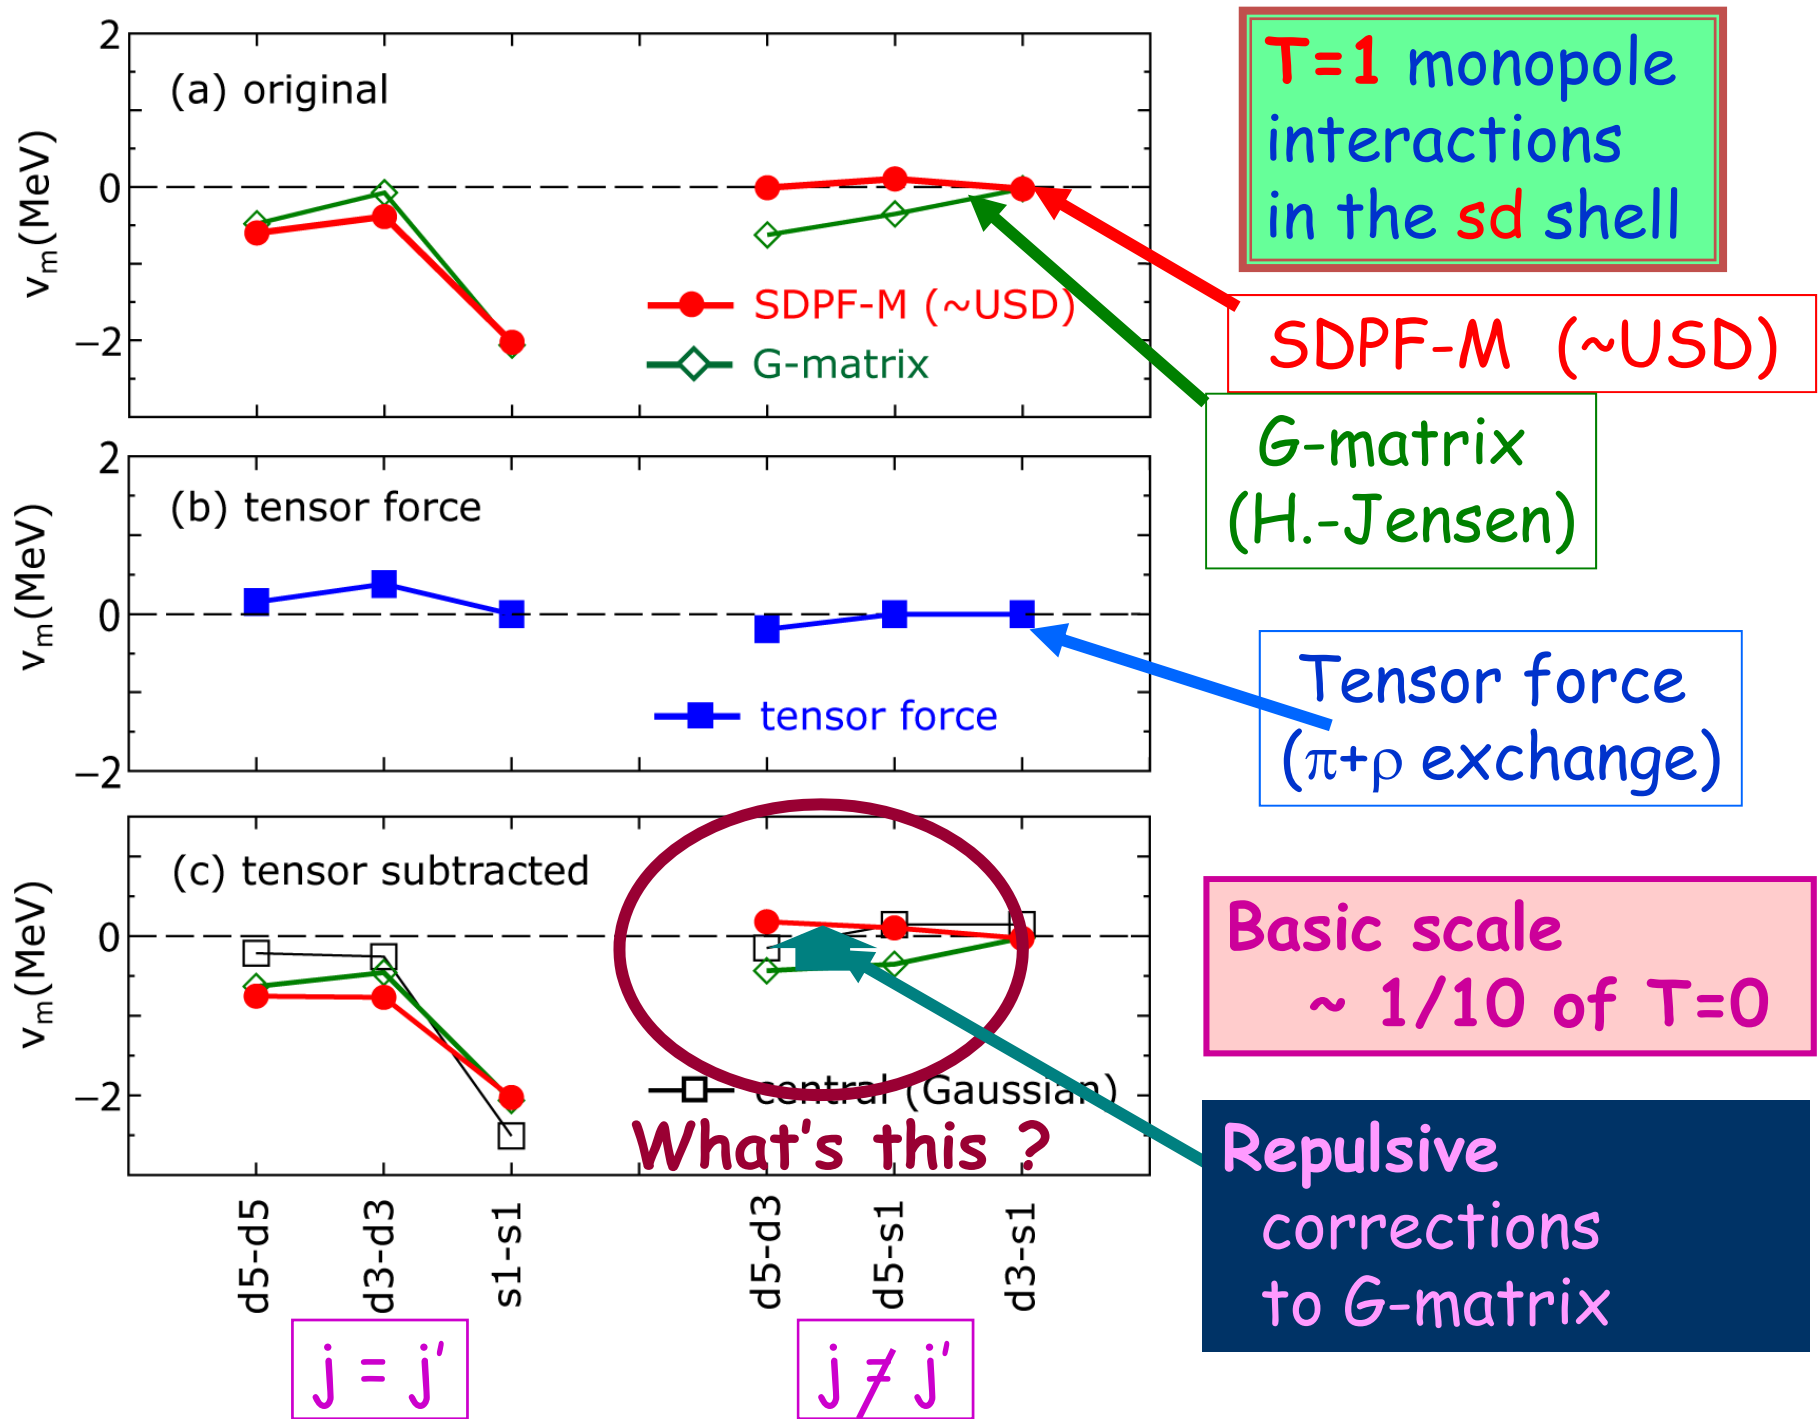 (a) original
2
0
−2
vm(MeV)
SDPF-M (~USD)
G-matrix
T=1 monopole
interactions
in the sd shell
SDPF-M (~USD)
G-matrix
(H.-Jensen)
(b) tensor force
2
0
−2
vm(MeV)
tensor force
Tensor force
(π+ρ exchange)
(c) tensor subtracted
0
−2
vm(MeV)
central (Gaussian)
What's this ?
Basic scale
~ 1/10 of T=0
Repulsive
corrections
to G-matrix
d5-d5
d3-d3
s1-s1
d5-d3
d5-s1
d3-s1
j = j'
j ≠ j'